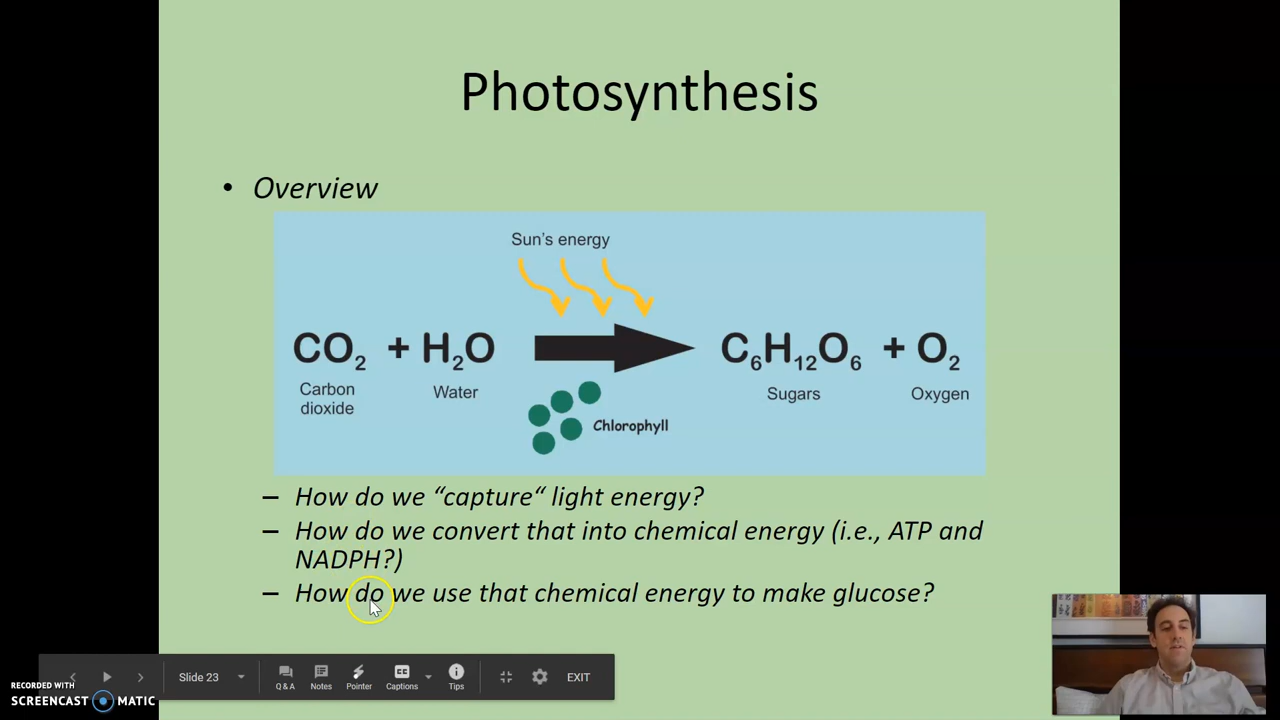 Photosynthesis
• Overview
Sun's energy
CO₂ + H₂O C₆H₁₂O₆ + O₂
Carbon dioxide
Water
Sugars
Oxygen
Chlorophyll
– How do we “capture“ light energy?
– How do we convert that into chemical energy (i.e., ATP and
NADPH?)
– How do we use that chemical energy to make glucose?
Slide 23
Q & A
Notes
Pointer
Captions
Tips
EXIT
RECORDED WITH
SCREENCAST MATIC